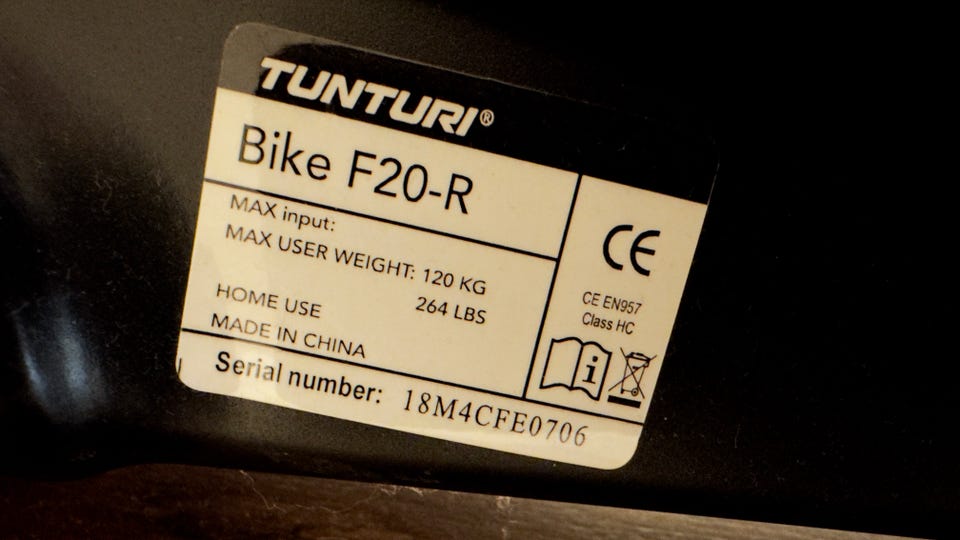 TUNTURI®
Bike F20-R
MAX input:
MAX USER WEIGHT: 120 KG
264 LBS
HOME USE
MADE IN CHINA
CE
CE EN957
Class HC
i
Serial number: 18M4CFE0706